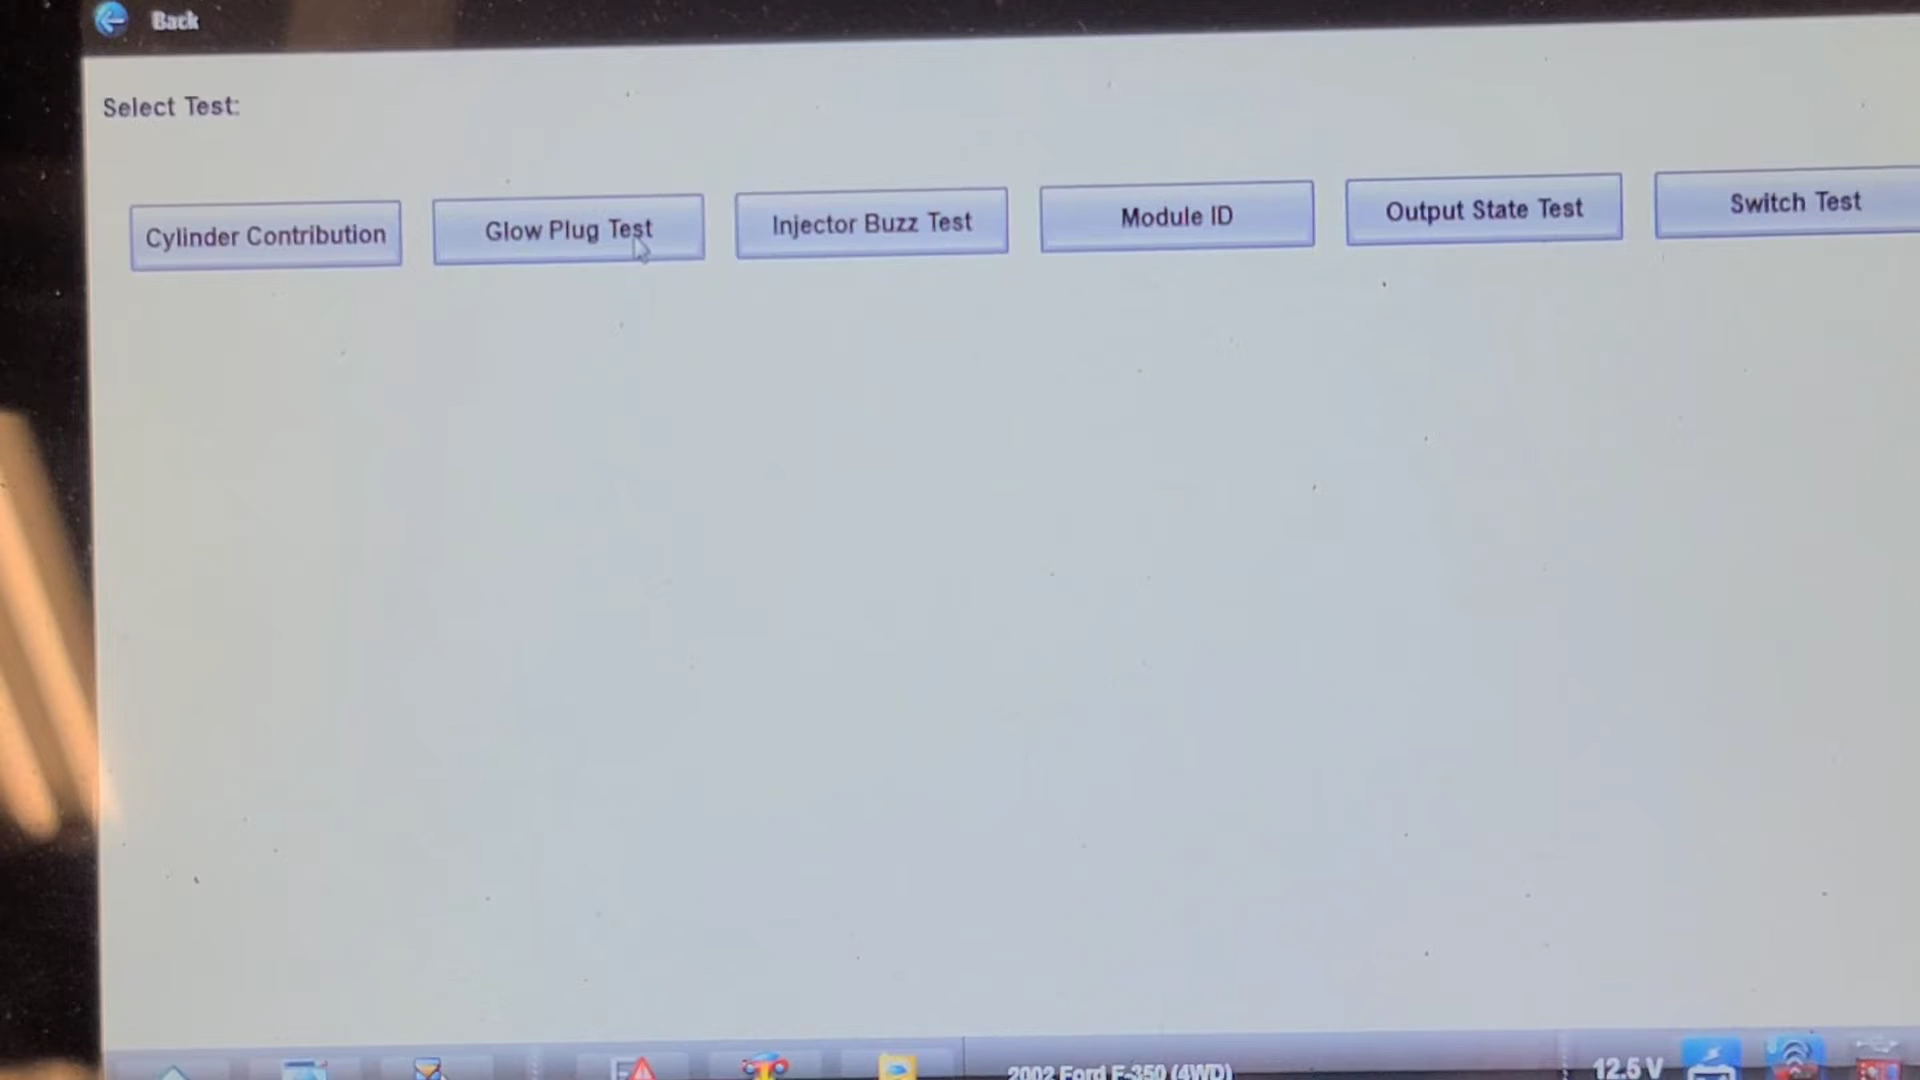 Back
Select Test:
Cylinder Contribution
Glow Plug Test
Injector Buzz Test
Module ID
Output State Test
Switch Test
2002 Ford F-350 (4WD)
12.5 V